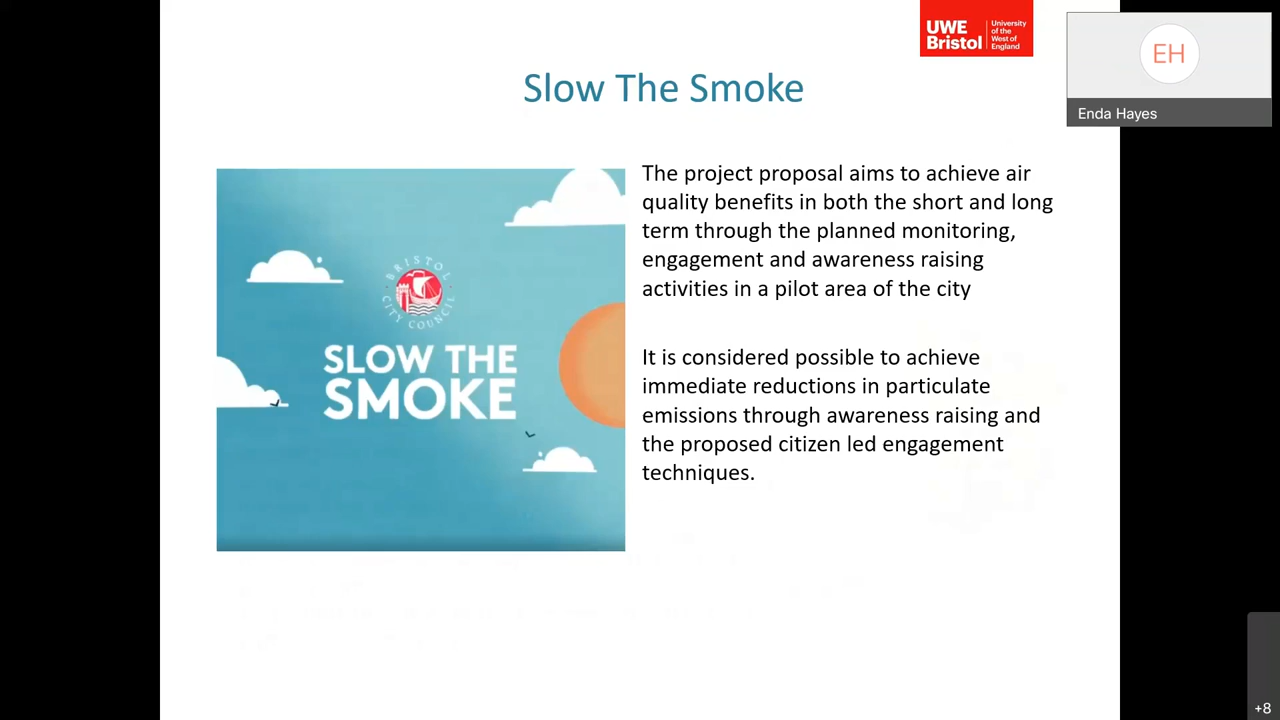 UWE
Bristol
University
of the
West of
England
EH
Enda Hayes
Slow The Smoke
The project proposal aims to achieve air
quality benefits in both the short and long
term through the planned monitoring,
engagement and awareness raising
activities in a pilot area of the city
It is considered possible to achieve
immediate reductions in particulate
emissions through awareness raising and
the proposed citizen led engagement
techniques.
BRISTOL
CITY COUNCIL
SLOW THE
SMOKE
+8